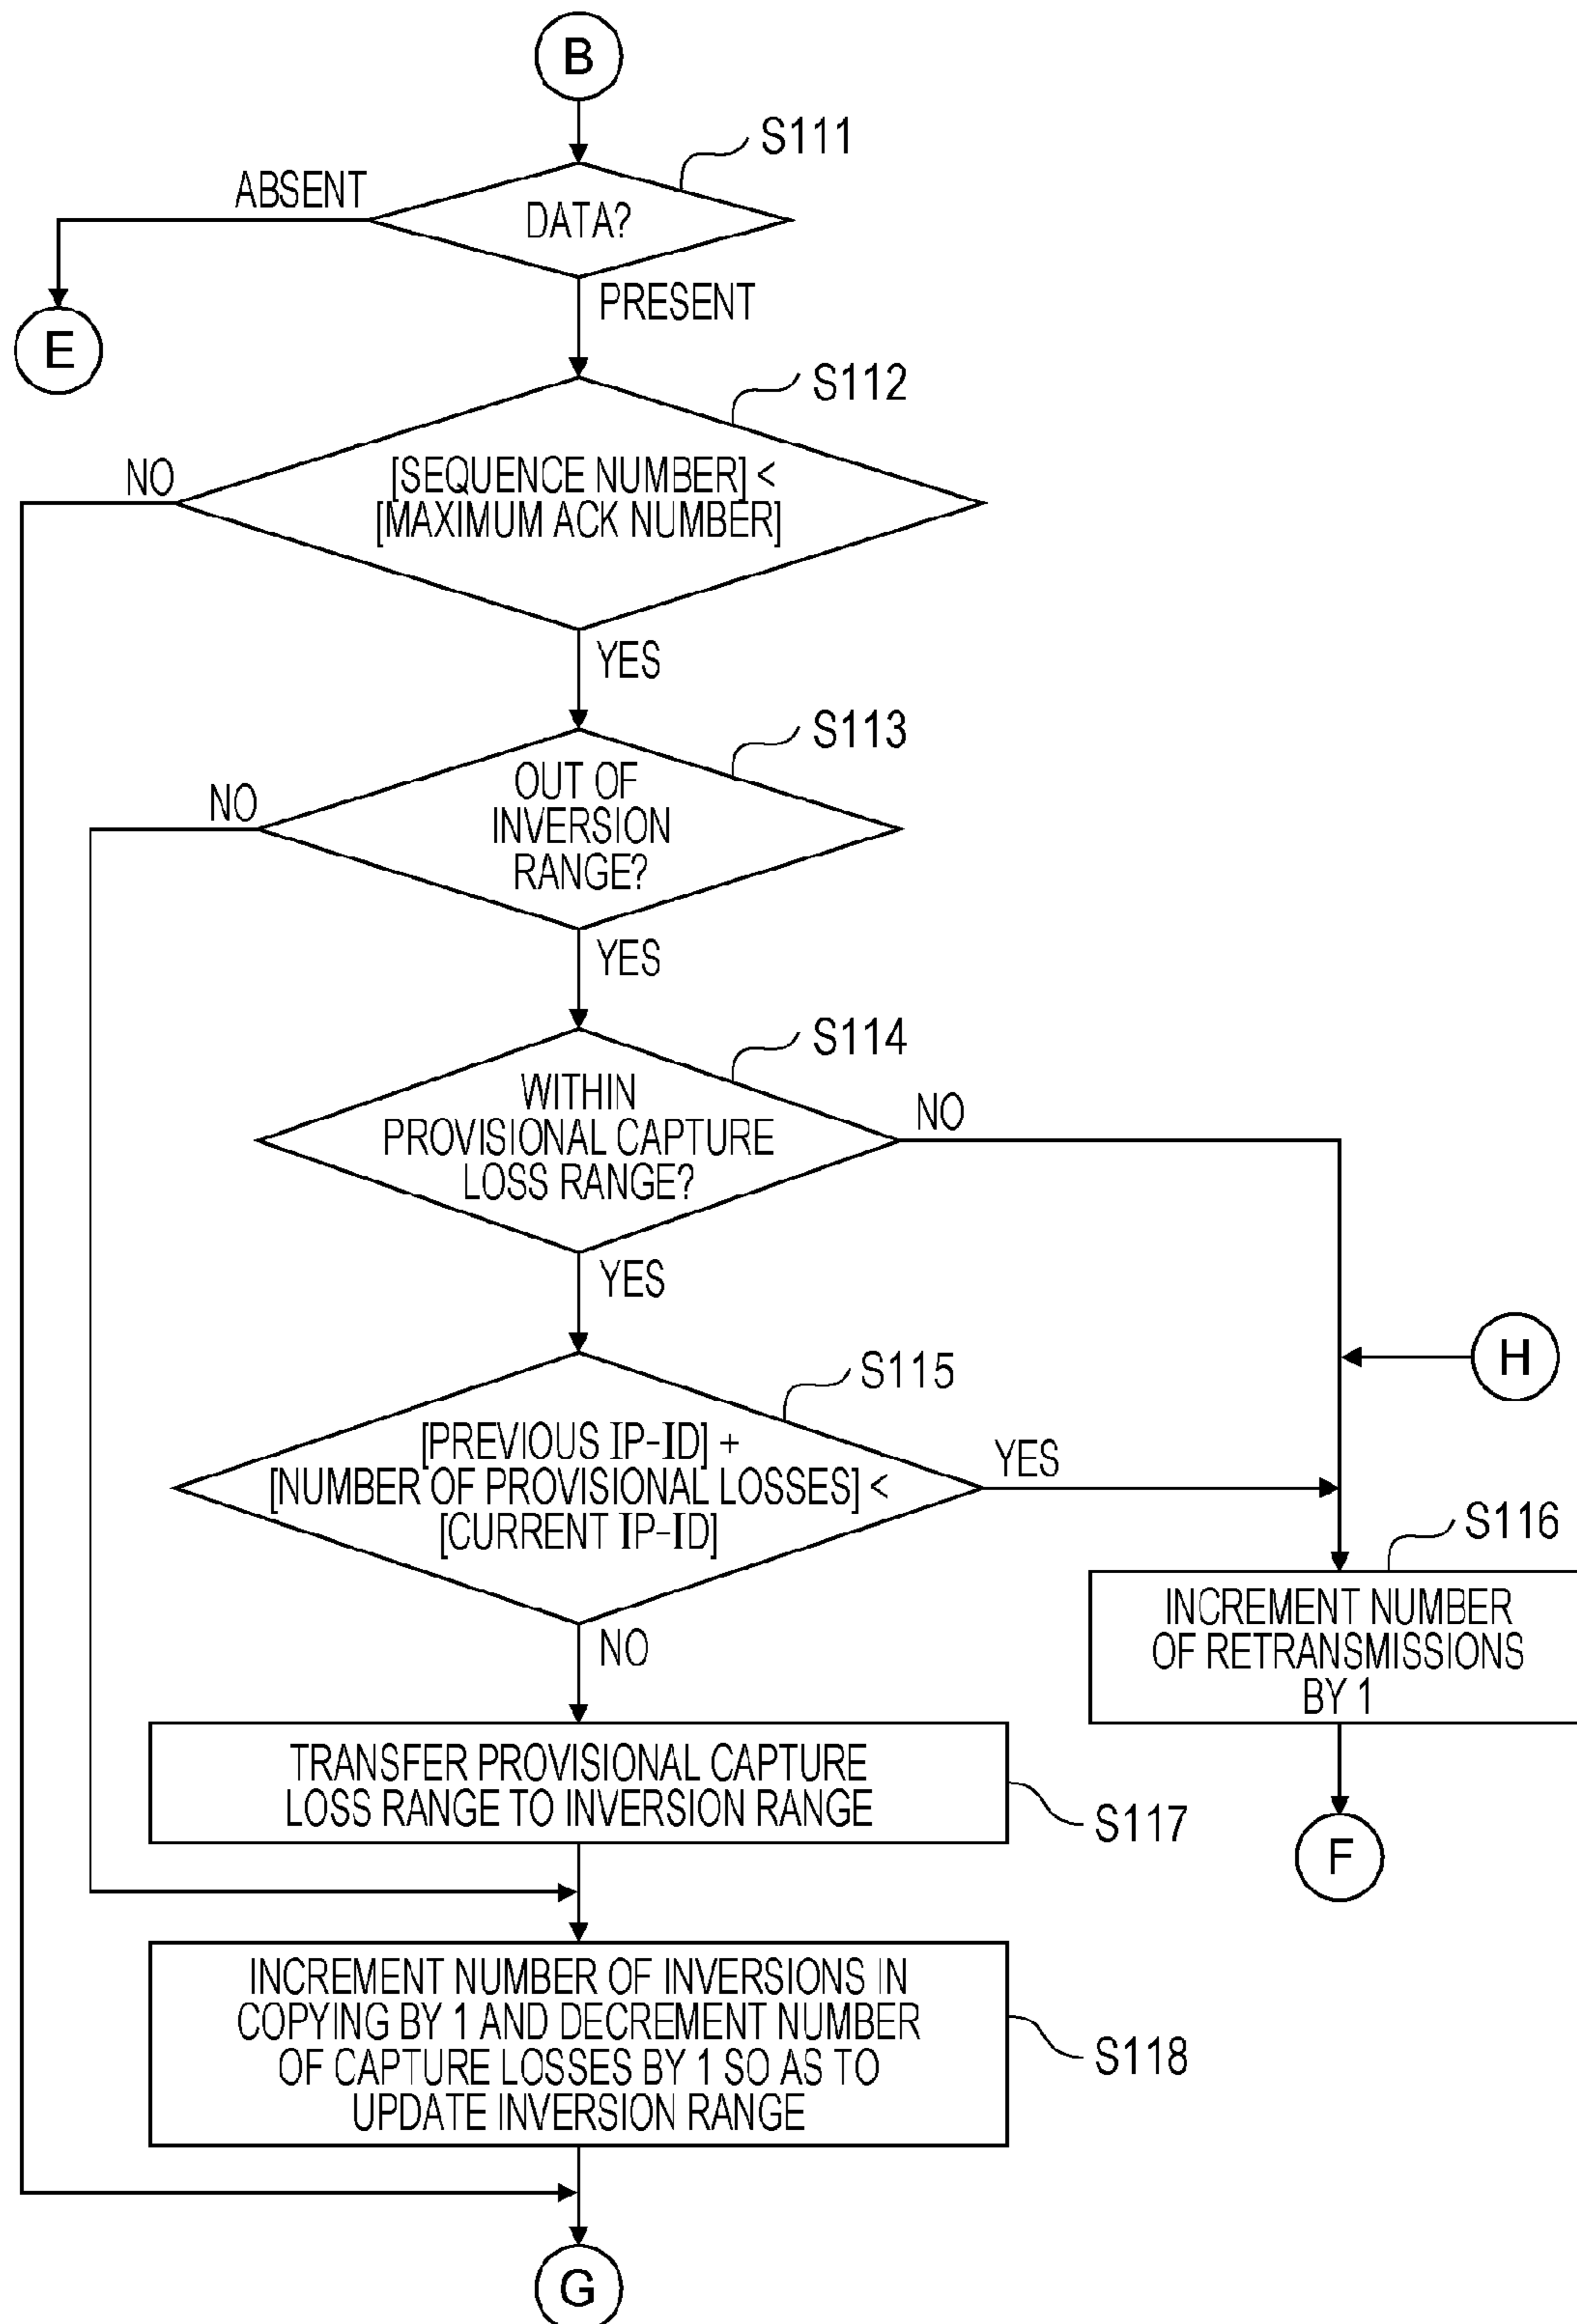 B
S111
ABSENT
DATA?
PRESENT
E
S112
NO
[SEQUENCE NUMBER] <
[MAXIMUM ACK NUMBER]
YES
S113
NO
OUT OF
INVERSION
RANGE?
YES
S114
WITHIN
PROVISIONAL CAPTURE
LOSS RANGE?
NO
YES
H
S115
[PREVIOUS IP-ID] +
[NUMBER OF PROVISIONAL LOSSES] <
[CURRENT IP-ID]
YES
NO
S116
INCREMENT NUMBER
OF RETRANSMISSIONS
BY 1
TRANSFER PROVISIONAL CAPTURE
LOSS RANGE TO INVERSION RANGE
S117
F
INCREMENT NUMBER OF INVERSIONS IN
COPYING BY 1 AND DECREMENT NUMBER
OF CAPTURE LOSSES BY 1 SO AS TO
UPDATE INVERSION RANGE
S118
G